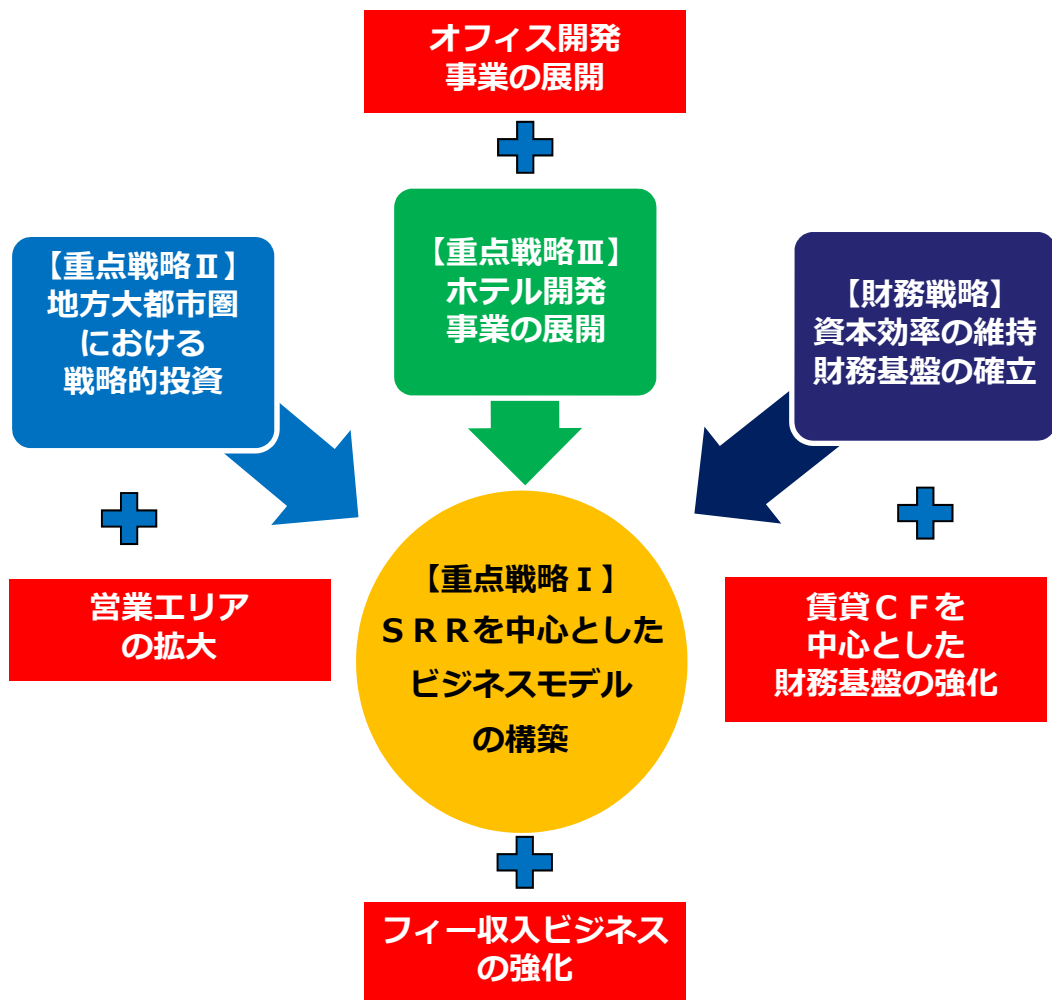 オフィス開発
事業の展開
【重点戦略Ⅲ】
ホテル開発
事業の展開
【重点戦略Ⅱ】
地方大都市圏
における
戦略的投資
【財務戦略】
資本効率の維持
財務基盤の確立
営業エリア
の拡大
【重点戦略Ⅰ】
ＳＲＲを中心とした
ビジネスモデル
の構築
賃貸ＣＦを
中心とした
財務基盤の強化
フィー収入ビジネス
の強化